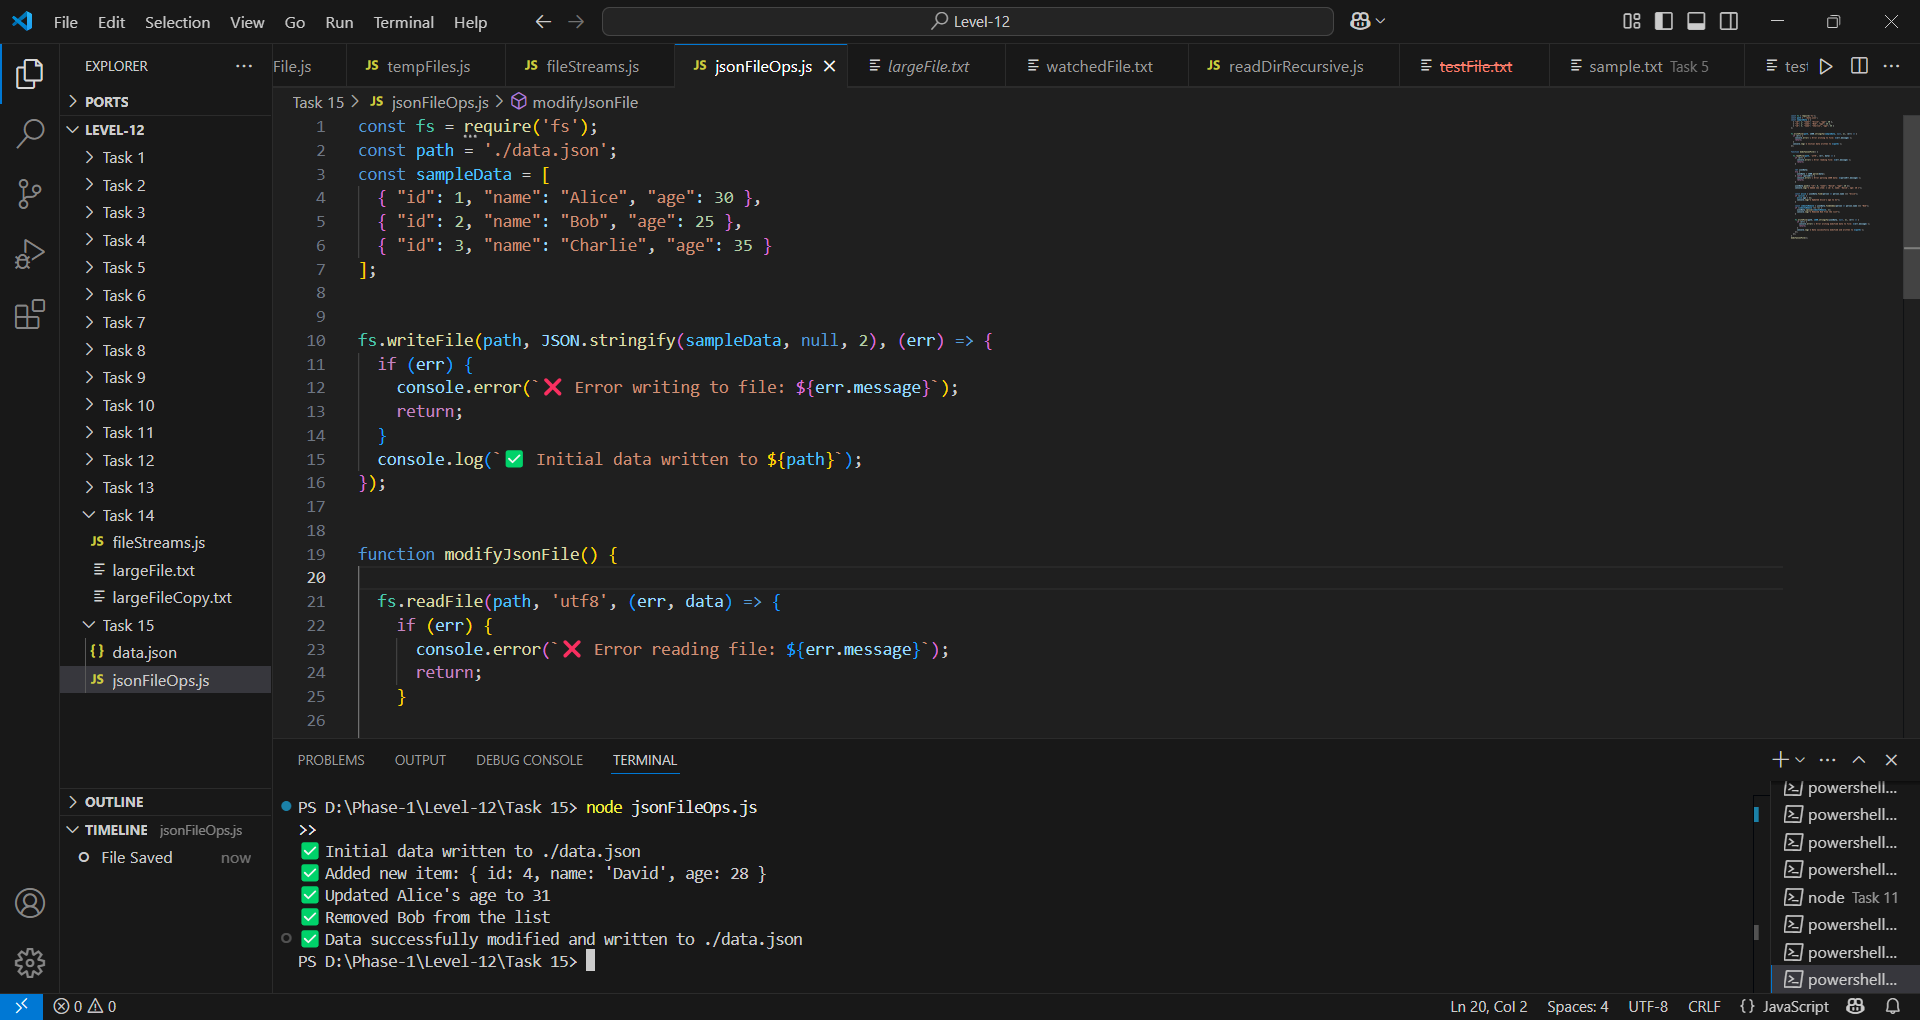 File Edit Selection View Go Run Terminal Help
Level-12
EXPLORER
PORTS
LEVEL-12
Task 1
Task 2
Task 3
Task 4
Task 5
Task 6
Task 7
Task 8
Task 9
Task 10
Task 11
Task 12
Task 13
Task 14
JS fileStreams.js
largeFile.txt
largeFileCopy.txt
Task 15
{} data.json
JS jsonFileOps.js
OUTLINE
TIMELINE jsonFileOps.js
File Saved now
File.js
JS tempFiles.js
JS fileStreams.js
JS jsonFileOps.js
largeFile.txt
watchedFile.txt
JS readDirRecursive.js
testFile.txt
sample.txt Task 5
test
Task 15 > JS jsonFileOps.js > modifyJsonFile
1 const fs = require('fs');
2 const path = './data.json';
3 const sampleData = [
4 { "id": 1, "name": "Alice", "age": 30 },
5 { "id": 2, "name": "Bob", "age": 25 },
6 { "id": 3, "name": "Charlie", "age": 35 }
7 ];
8
9
10 fs.writeFile(path, JSON.stringify(sampleData, null, 2), (err) => {
11 if (err) {
12 console.error(`❌ Error writing to file: ${err.message}`);
13 return;
14 }
15 console.log(`✅ Initial data written to ${path}`);
16 });
17
18
19 function modifyJsonFile() {
20
21 fs.readFile(path, 'utf8', (err, data) => {
22 if (err) {
23 console.error(`❌ Error reading file: ${err.message}`);
24 return;
25 }
26
PROBLEMS OUTPUT DEBUG CONSOLE TERMINAL
PS D:\Phase-1\Level-12\Task 15> node jsonFileOps.js
>>
✅ Initial data written to ./data.json
✅ Added new item: { id: 4, name: 'David', age: 28 }
✅ Updated Alice's age to 31
✅ Removed Bob from the list
✅ Data successfully modified and written to ./data.json
PS D:\Phase-1\Level-12\Task 15>
powershell...
powershell...
powershell...
powershell...
node Task 11
powershell...
powershell...
powershell...
0 0
Ln 20, Col 2 Spaces: 4 UTF-8 CRLF {} JavaScript